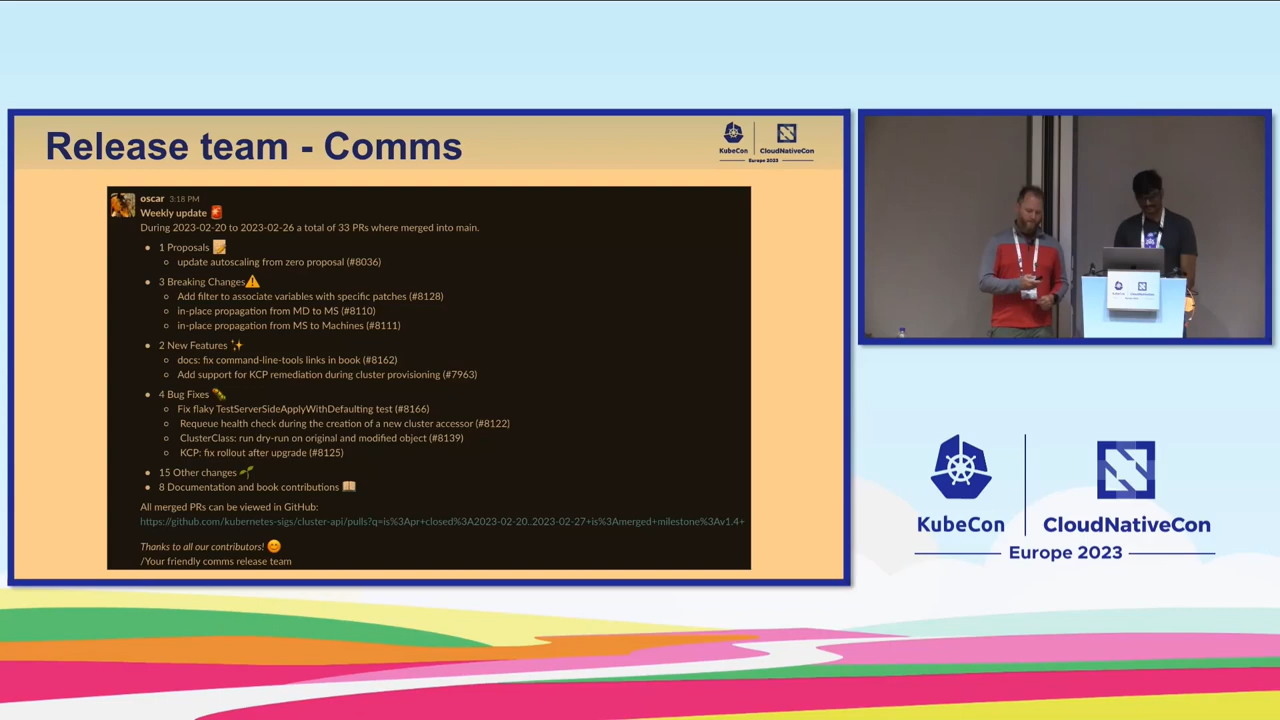 Release team - Comms
KubeCon
CloudNativeCon
Europe 2023
oscar 3:18 PM
Weekly update
During 2023-02-20 to 2023-02-26 a total of 33 PRs where merged into main.
1 Proposals
update autoscaling from zero proposal (#8036)
3 Breaking Changes
Add filter to associate variables with specific patches (#8128)
in-place propagation from MD to MS (#8110)
in-place propagation from MS to Machines (#8111)
2 New Features
docs: fix command-line-tools links in book (#8162)
Add support for KCP remediation during cluster provisioning (#7963)
4 Bug Fixes
Fix flaky TestServerSideApplyWithDefaulting test (#8166)
Requeue health check during the creation of a new cluster accessor (#8122)
ClusterClass: run dry-run on original and modified object (#8139)
KCP: fix rollout after upgrade (#8125)
15 Other changes
8 Documentation and book contributions
All merged PRs can be viewed in GitHub:
https://github.com/kubernetes-sigs/cluster-api/pulls?q=is%3Apr+closed%3A2023-02-20..2023-02-27+is%3Amerged+milestone%3Av1.4+
Thanks to all our contributors!
/Your friendly comms release team
KubeCon
CloudNativeCon
KubeCon
CloudNativeCon
Europe 2023